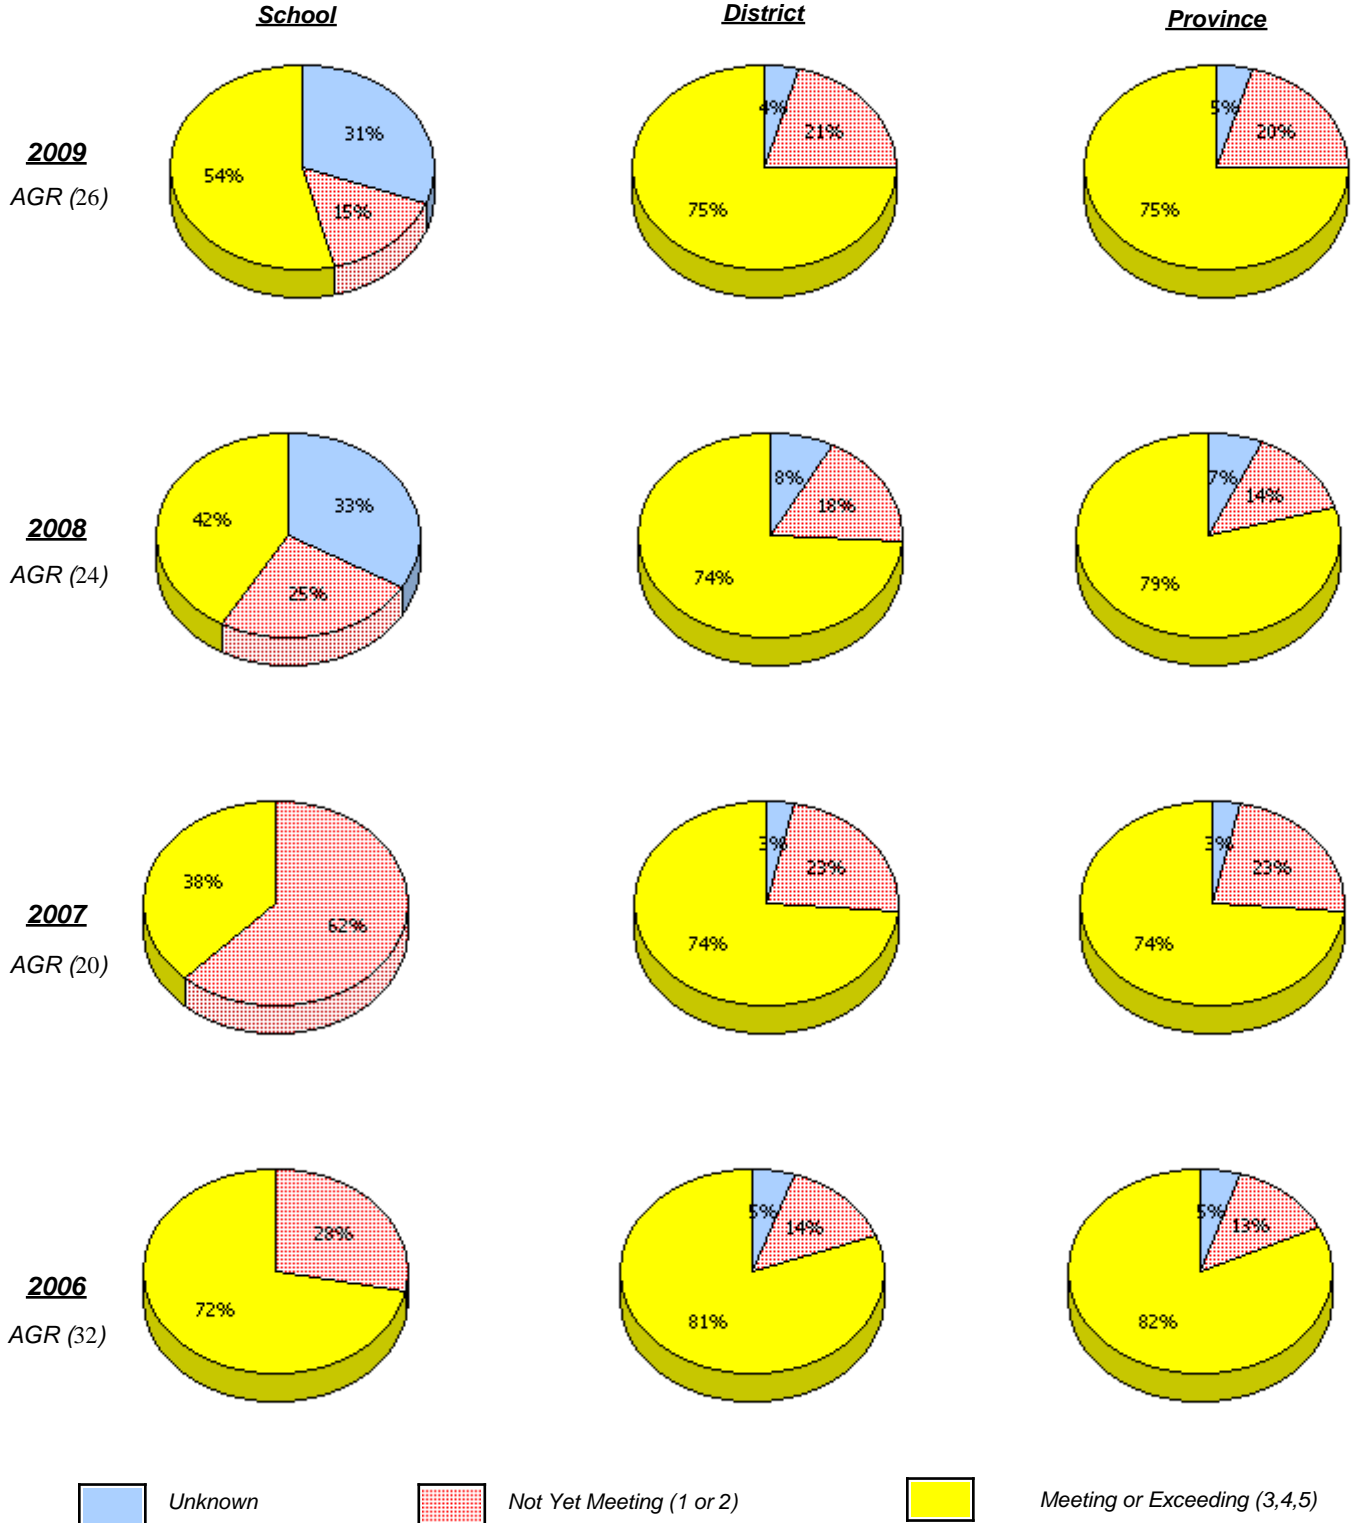 School District Province
31% 4% 5%
2009 54% 21% 20%
AGR (26) 15% 75% 75%
33% 8% 7%
2008 42% 18% 14%
AGR (24) 25% 74% 79%
3% 3%
2007 38% 23% 23%
AGR (20) 62% 74% 74%
28% 5% 5%
2006 72% 14% 13%
AGR (32) 81% 82%
Unknown Not Yet Meeting (1 or 2) Meeting or Exceeding (3,4,5)